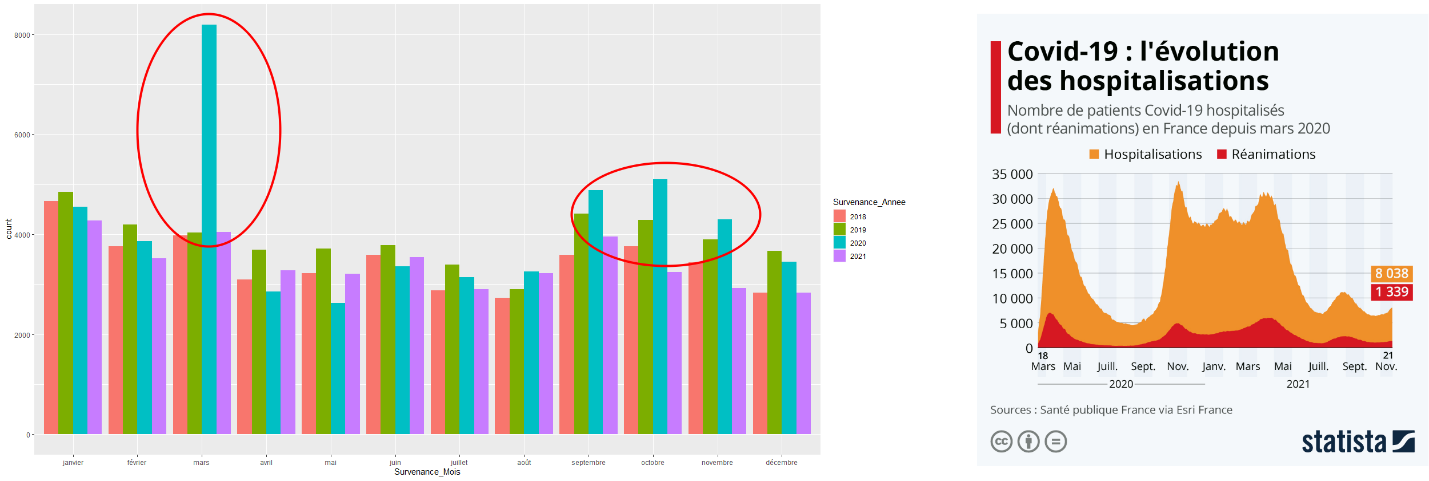 8000
6000
4000
2000
0
count
janvier février mars avril mai juin juillet août septembre octobre novembre décembre
Survenance_Mois
Survenance_Annee
2018
2019
2020
2021
Covid-19 : l'évolution
des hospitalisations
Nombre de patients Covid-19 hospitalisés
(dont réanimations) en France depuis mars 2020
Hospitalisations Réanimations
35 000
30 000
25 000
20 000
15 000
10 000
5 000
0
8 038
1 339
18 21
Mars Mai Juill. Sept. Nov. Janv. Mars Mai Juill. Sept. Nov.
2020 2021
Sources : Santé publique France via Esri France
cc
statista